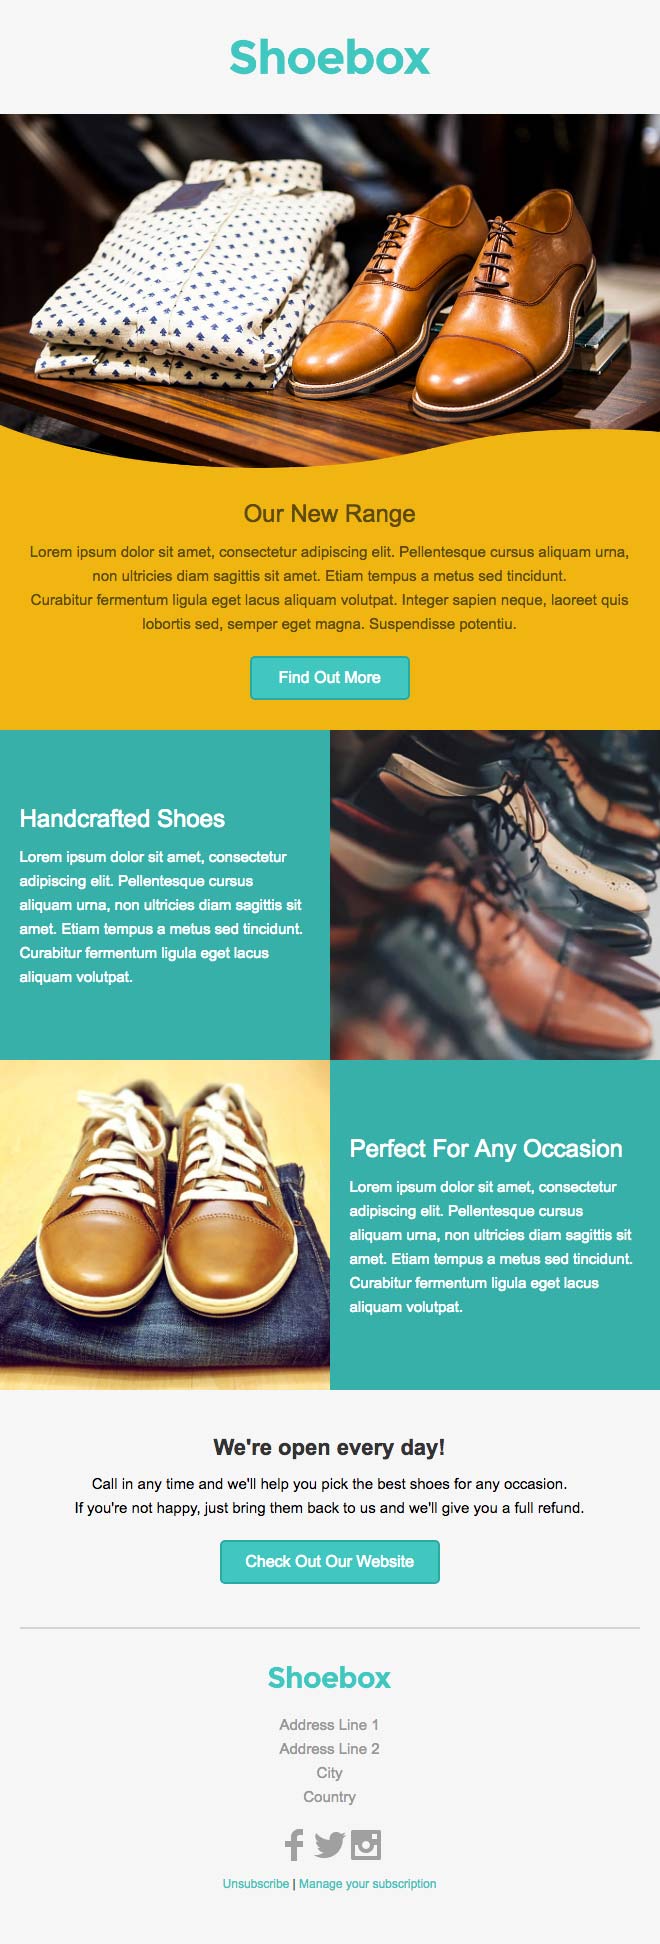 Shoebox
Our New Range
Lorem ipsum dolor sit amet, consectetur adipiscing elit. Pellentesque cursus aliquam urna,
non ultricies diam sagittis sit amet. Etiam tempus a metus sed tincidunt.
Curabitur fermentum ligula eget lacus aliquam volutpat. Integer sapien neque, laoreet quis
lobortis sed, semper eget magna. Suspendisse potentiu.
Find Out More
Handcrafted Shoes
Lorem ipsum dolor sit amet, consectetur
adipiscing elit. Pellentesque cursus
aliquam urna, non ultricies diam sagittis sit
amet. Etiam tempus a metus sed tincidunt.
Curabitur fermentum ligula eget lacus
aliquam volutpat.
Perfect For Any Occasion
Lorem ipsum dolor sit amet, consectetur
adipiscing elit. Pellentesque cursus
aliquam urna, non ultricies diam sagittis sit
amet. Etiam tempus a metus sed tincidunt.
Curabitur fermentum ligula eget lacus
aliquam volutpat.
We're open every day!
Call in any time and we'll help you pick the best shoes for any occasion.
If you're not happy, just bring them back to us and we'll give you a full refund.
Check Out Our Website
Shoebox
Address Line 1
Address Line 2
City
Country
Unsubscribe | Manage your subscription